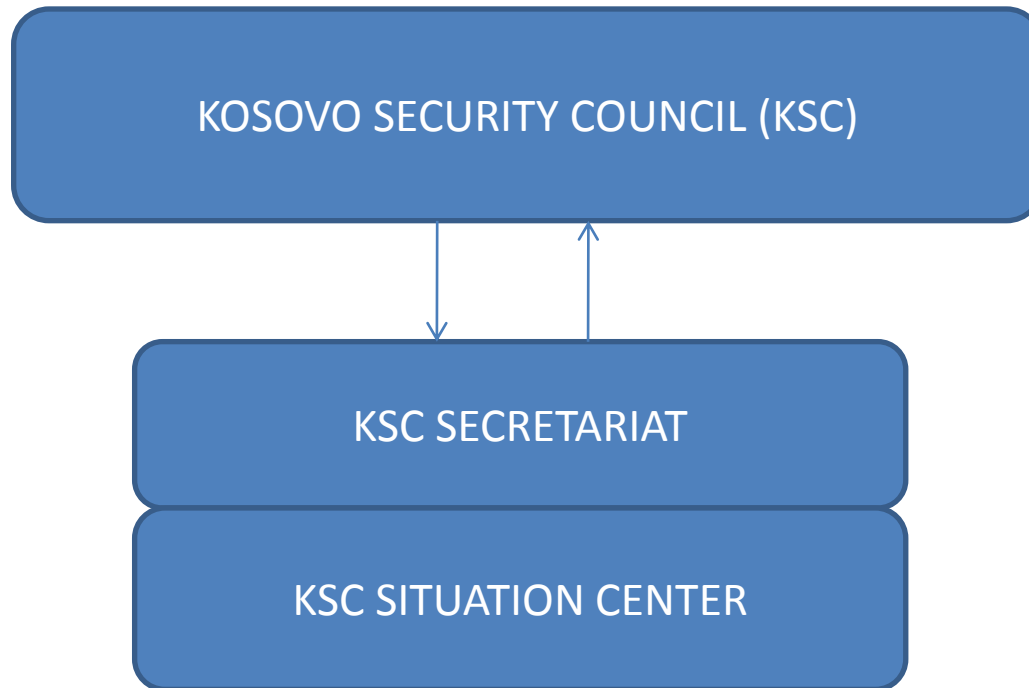 KOSOVO SECURITY COUNCIL (KSC)
KSC SECRETARIAT
KSC SITUATION CENTER